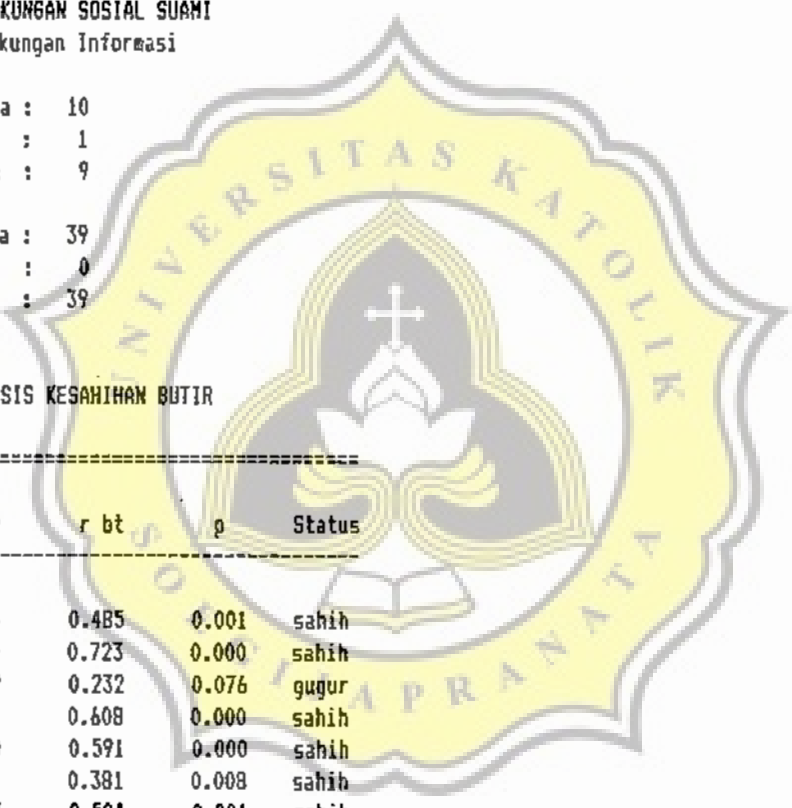 KUNGAN SOSIAL SUAMI
kungan Informasi
a : 10
: 1
: 9
a : 39
: 0
: 39
SIS KESAHIHAN BUTIR
r bt p Status
0.485 0.001 sahih
0.723 0.000 sahih
0.232 0.076 gugur
0.608 0.000 sahih
0.591 0.000 sahih
0.381 0.008 sahih
UNIVERSITAS KATOLIK
SOEGIJAPRANATA